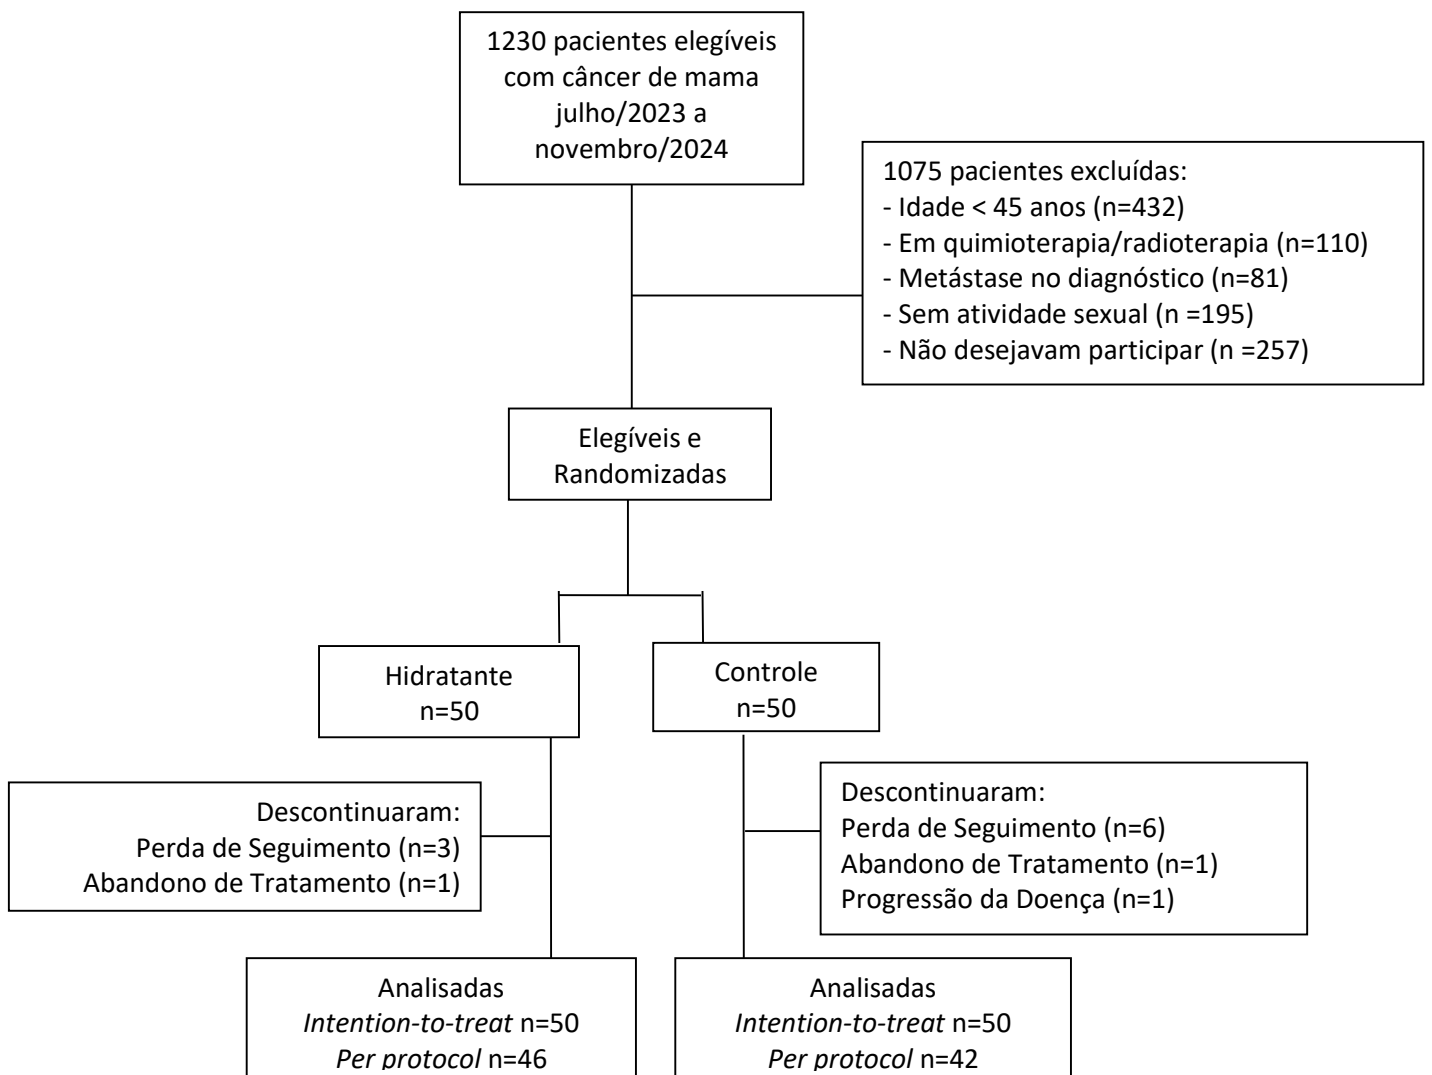 1230 pacientes elegíveis
com câncer de mama
julho/2023 a
novembro/2024
1075 pacientes excluídas:
- Idade < 45 anos (n=432)
- Em quimioterapia/radioterapia (n=110)
- Metástase no diagnóstico (n=81)
- Sem atividade sexual (n =195)
- Não desejavam participar (n =257)
Elegíveis e
Randomizadas
Hidratante
n=50
Controle
n=50
Descontinuaram:
Perda de Seguimento (n=3)
Abandono de Tratamento (n=1)
Descontinuaram:
Perda de Seguimento (n=6)
Abandono de Tratamento (n=1)
Progressão da Doença (n=1)
Analisadas
Intention-to-treat n=50
Per protocol n=46
Analisadas
Intention-to-treat n=50
Per protocol n=42